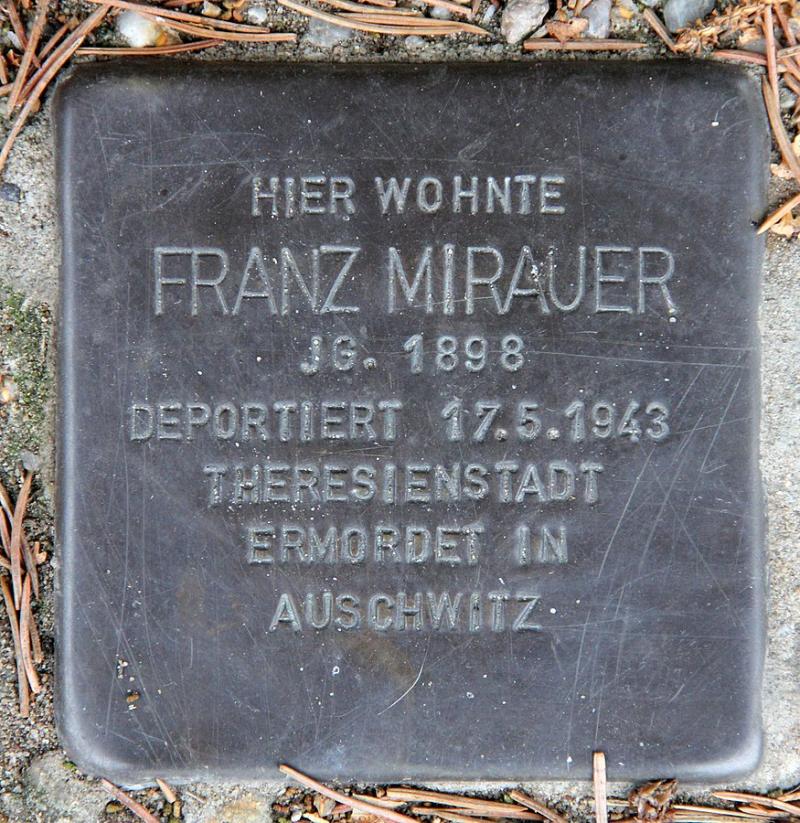 HIER WOHNTE
FRANZ MIRAUER
JG. 1898
DEPORTIERT 17.5.1943
THERESIENSTADT
ERMORDET IN
AUSCHWITZ